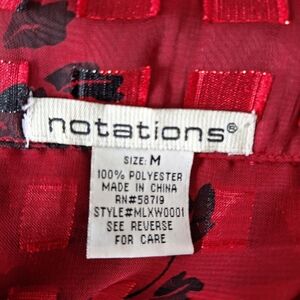 notations®
SIZE: M
100% POLYESTER
MADE IN CHINA
RN#58719
STYLE#MLXW0001
SEE REVERSE
FOR CARE